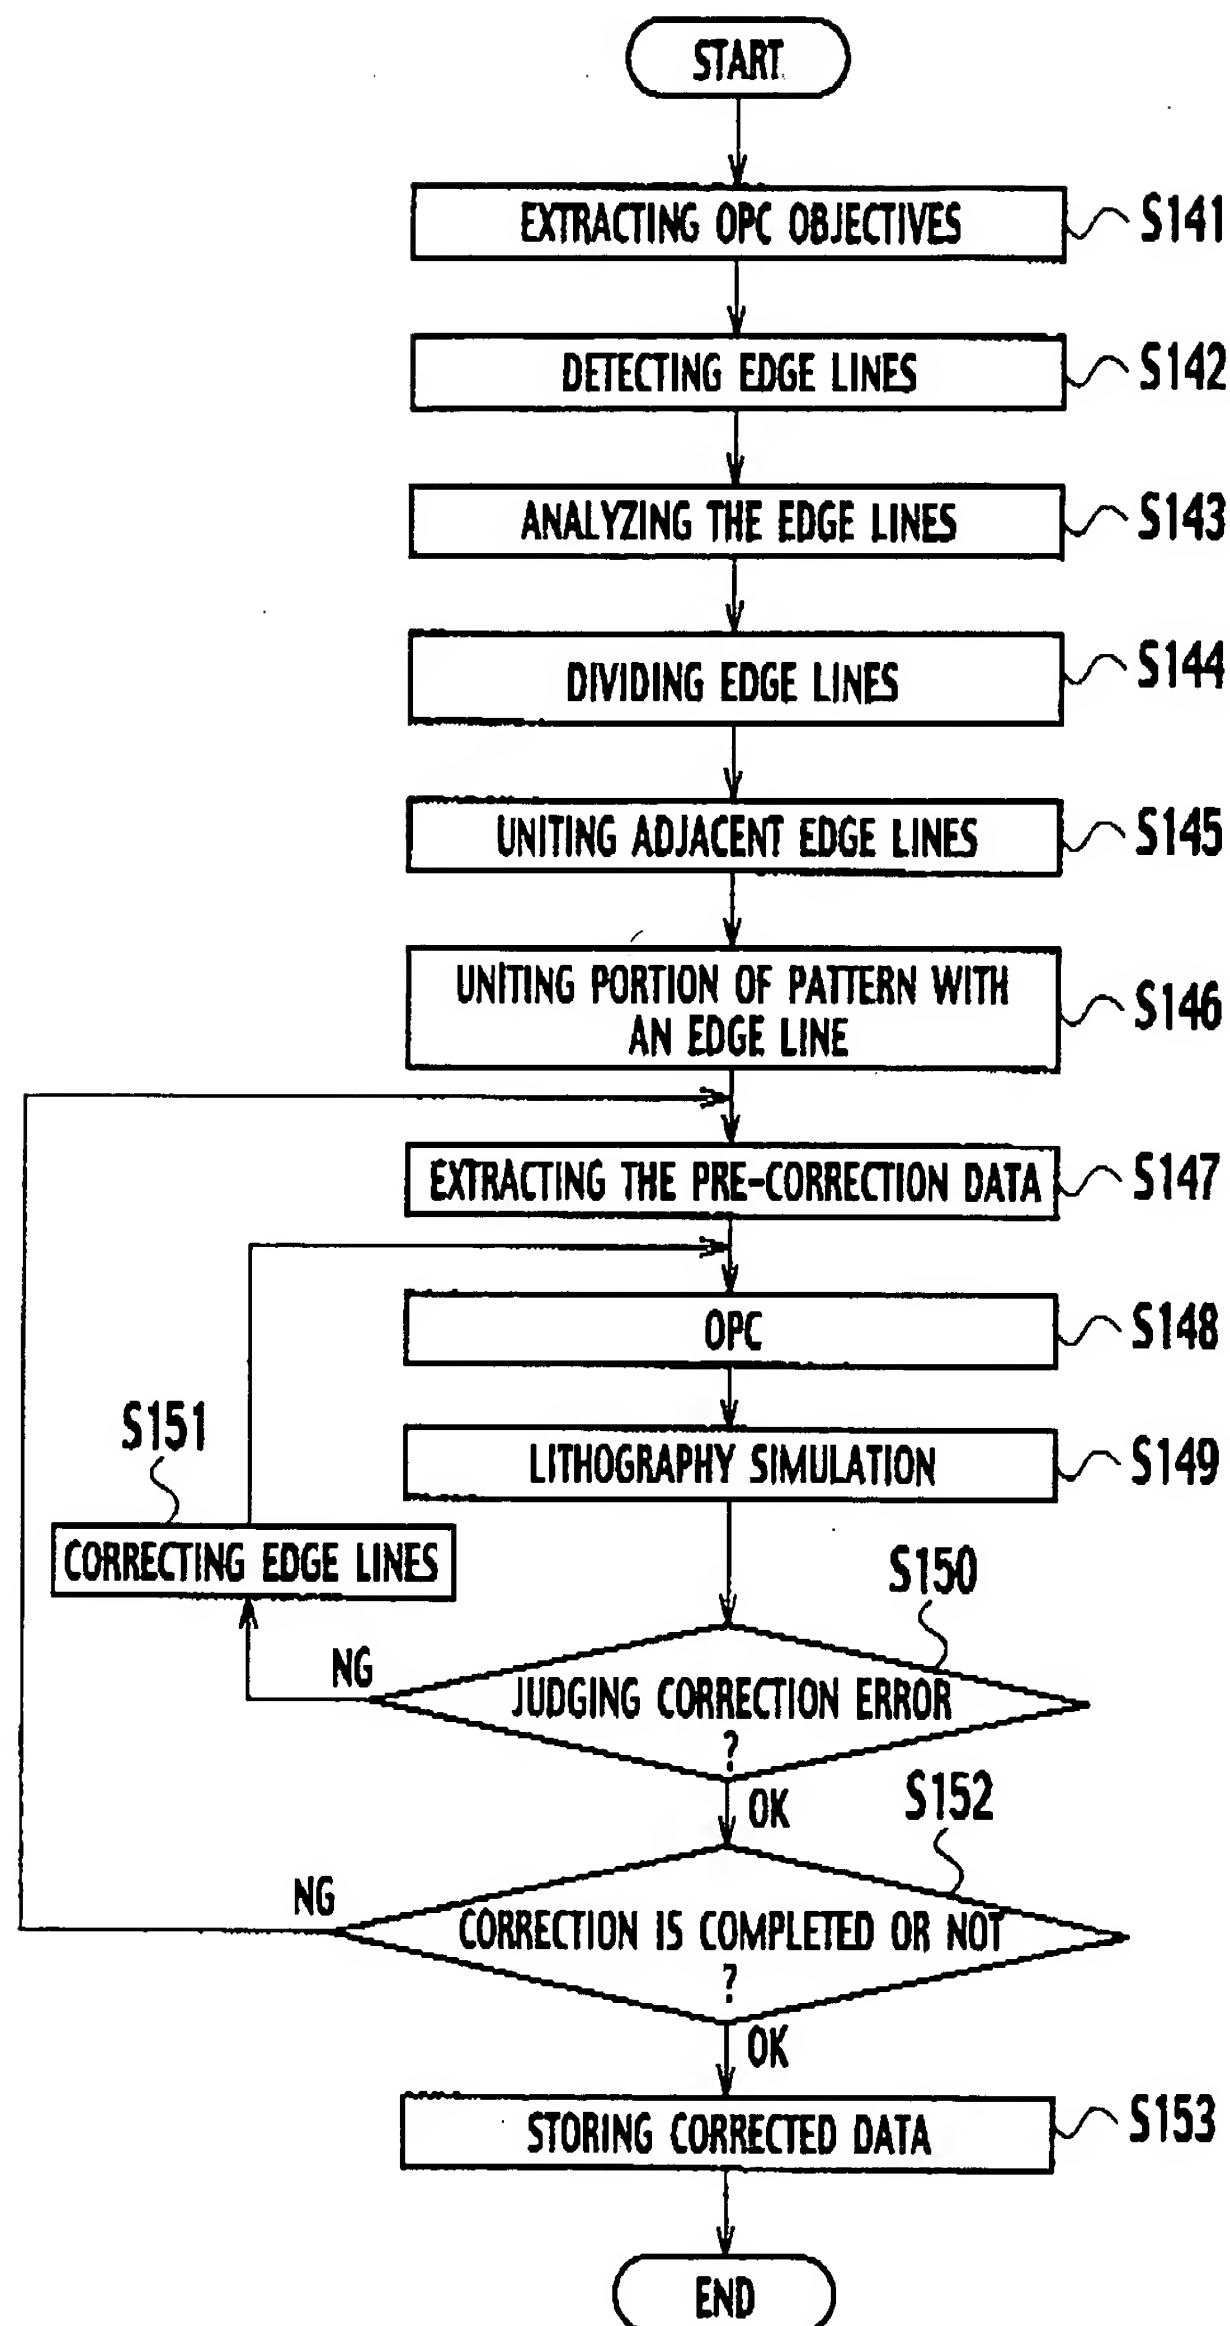 START
EXTRACTING OPC OBJECTIVES
S141
DETECTING EDGE LINES
S142
ANALYZING THE EDGE LINES
S143
DIVIDING EDGE LINES
S144
UNITING ADJACENT EDGE LINES
S145
UNITING PORTION OF PATTERN WITH
AN EDGE LINE
S146
EXTRACTING THE PRE-CORRECTION DATA
S147
OPC
S148
LITHOGRAPHY SIMULATION
S149
S151
CORRECTING EDGE LINES
S150
NG
JUDGING CORRECTION ERROR
?
OK
S152
NG
CORRECTION IS COMPLETED OR NOT
?
OK
STORING CORRECTED DATA
S153
END